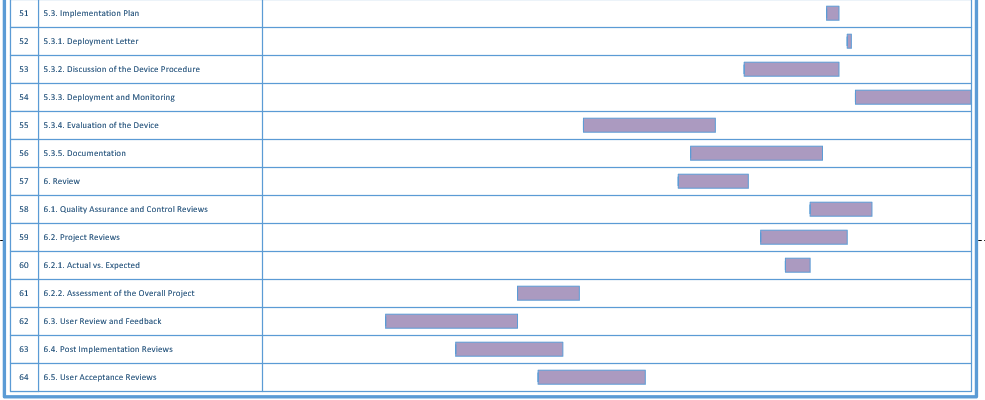 51 5.3. Implementation Plan
52 5.3.1. Deployment Letter
53 5.3.2. Discussion of the Device Procedure
54 5.3.3. Deployment and Monitoring
55 5.3.4. Evaluation of the Device
56 5.3.5. Documentation
57 6. Review
58 6.1. Quality Assurance and Control Reviews
59 6.2. Project Reviews
60 6.2.1. Actual vs. Expected
61 6.2.2. Assessment of the Overall Project
62 6.3. User Review and Feedback
63 6.4. Post Implementation Reviews
64 6.5. User Acceptance Reviews